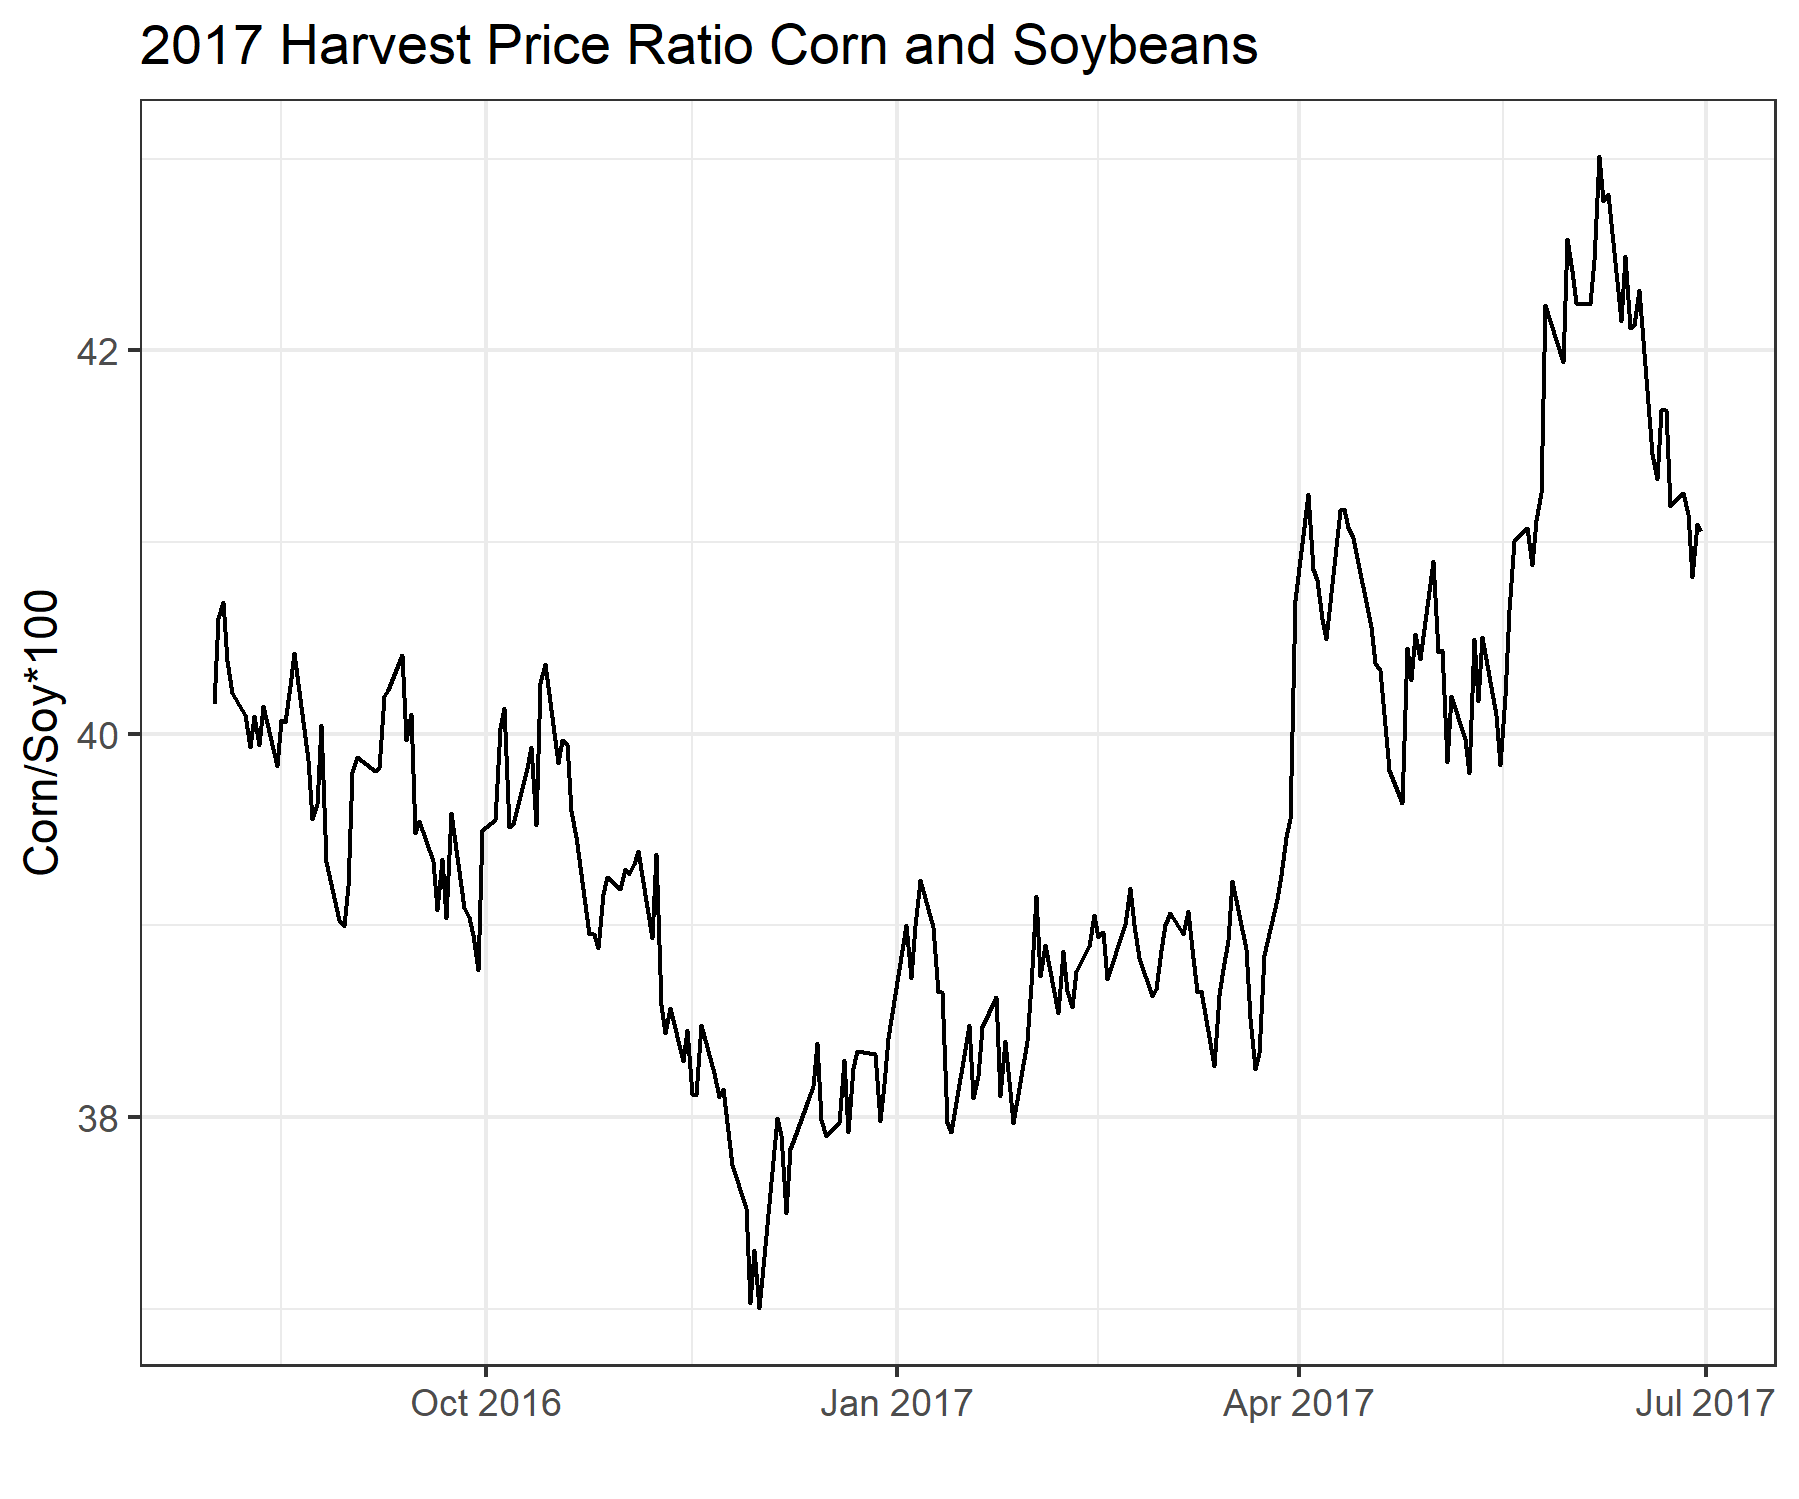 2017 Harvest Price Ratio Corn and Soybeans
Corn/Soy*100
42
40
38
Oct 2016
Jan 2017
Apr 2017
Jul 2017